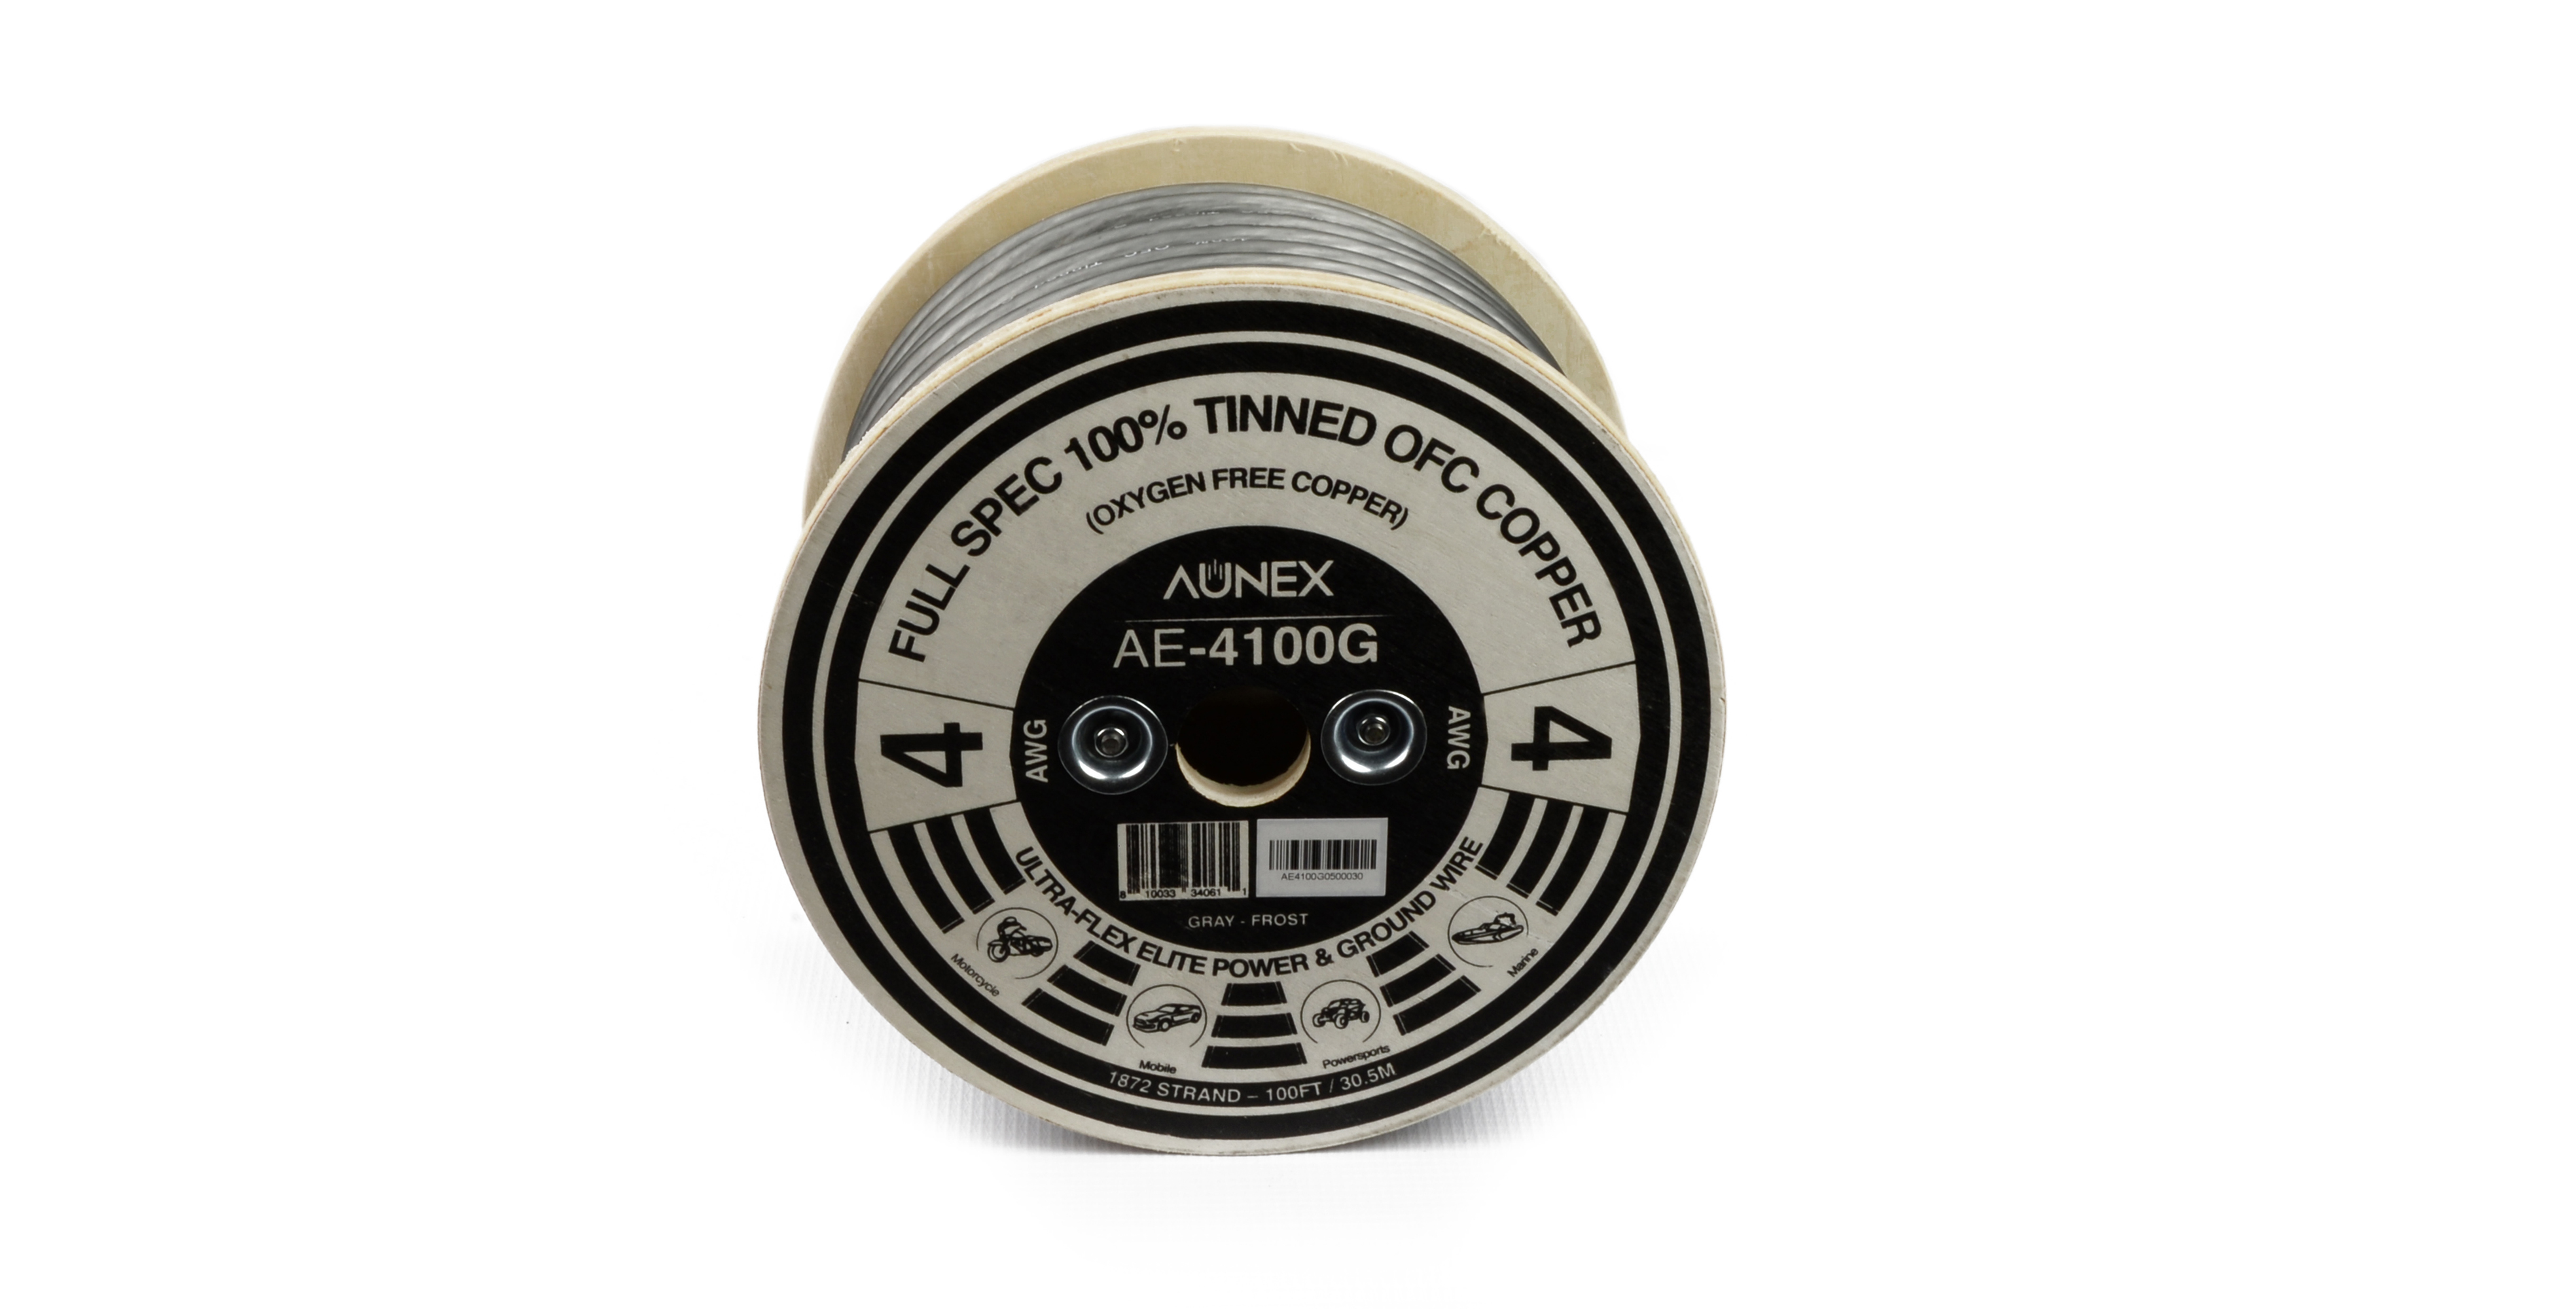 FULL SPEC 100% TINNED OFC COPPER
(OXYGEN FREE COPPER)
AUNEX
AE-4100G
4
AWG
AWG
4
8 10033 34061 1
AE4100G0500030
GRAY - FROST
ULTRA-FLEX ELITE POWER & GROUND WIRE
Motorcycle
Mobile
Powersports
Marine
1872 STRAND – 100FT / 30.5M